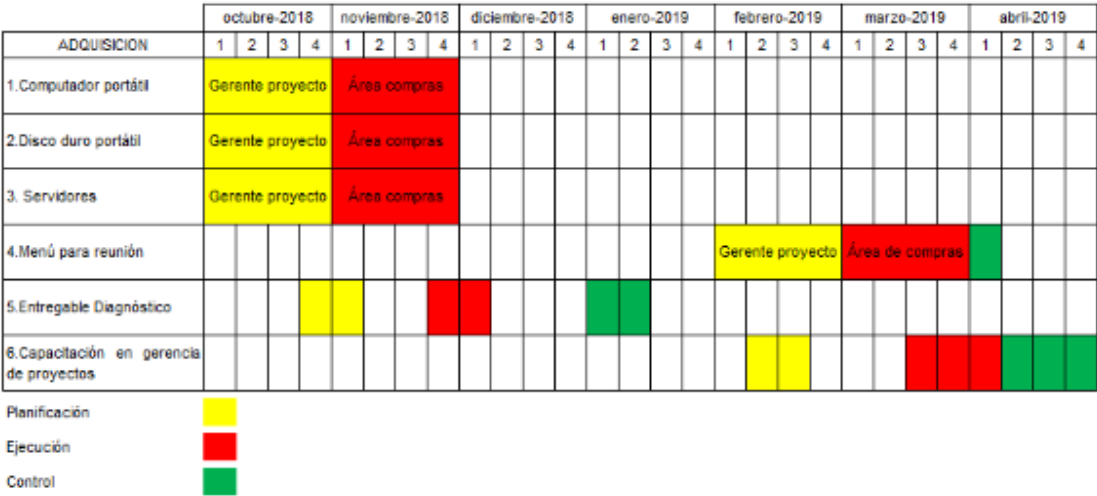 octubre-2018 noviembre-2018 diciembre-2018 enero-2019 febrero-2019 marzo-2019 abril-2019
ADQUISICION 1 2 3 4 1 2 3 4 1 2 3 4 1 2 3 4 1 2 3 4 1 2 3 4 1 2 3 4
1.Computador portátil Gerente proyecto Área compras
2.Disco duro portátil Gerente proyecto Área compras
3. Servidores Gerente proyecto Área compras
4.Menú para reunión Gerente proyecto Área de compras
5.Entregable Diagnóstico
6.Capacitación en gerencia
de proyectos
Planificación
Ejecución
Control